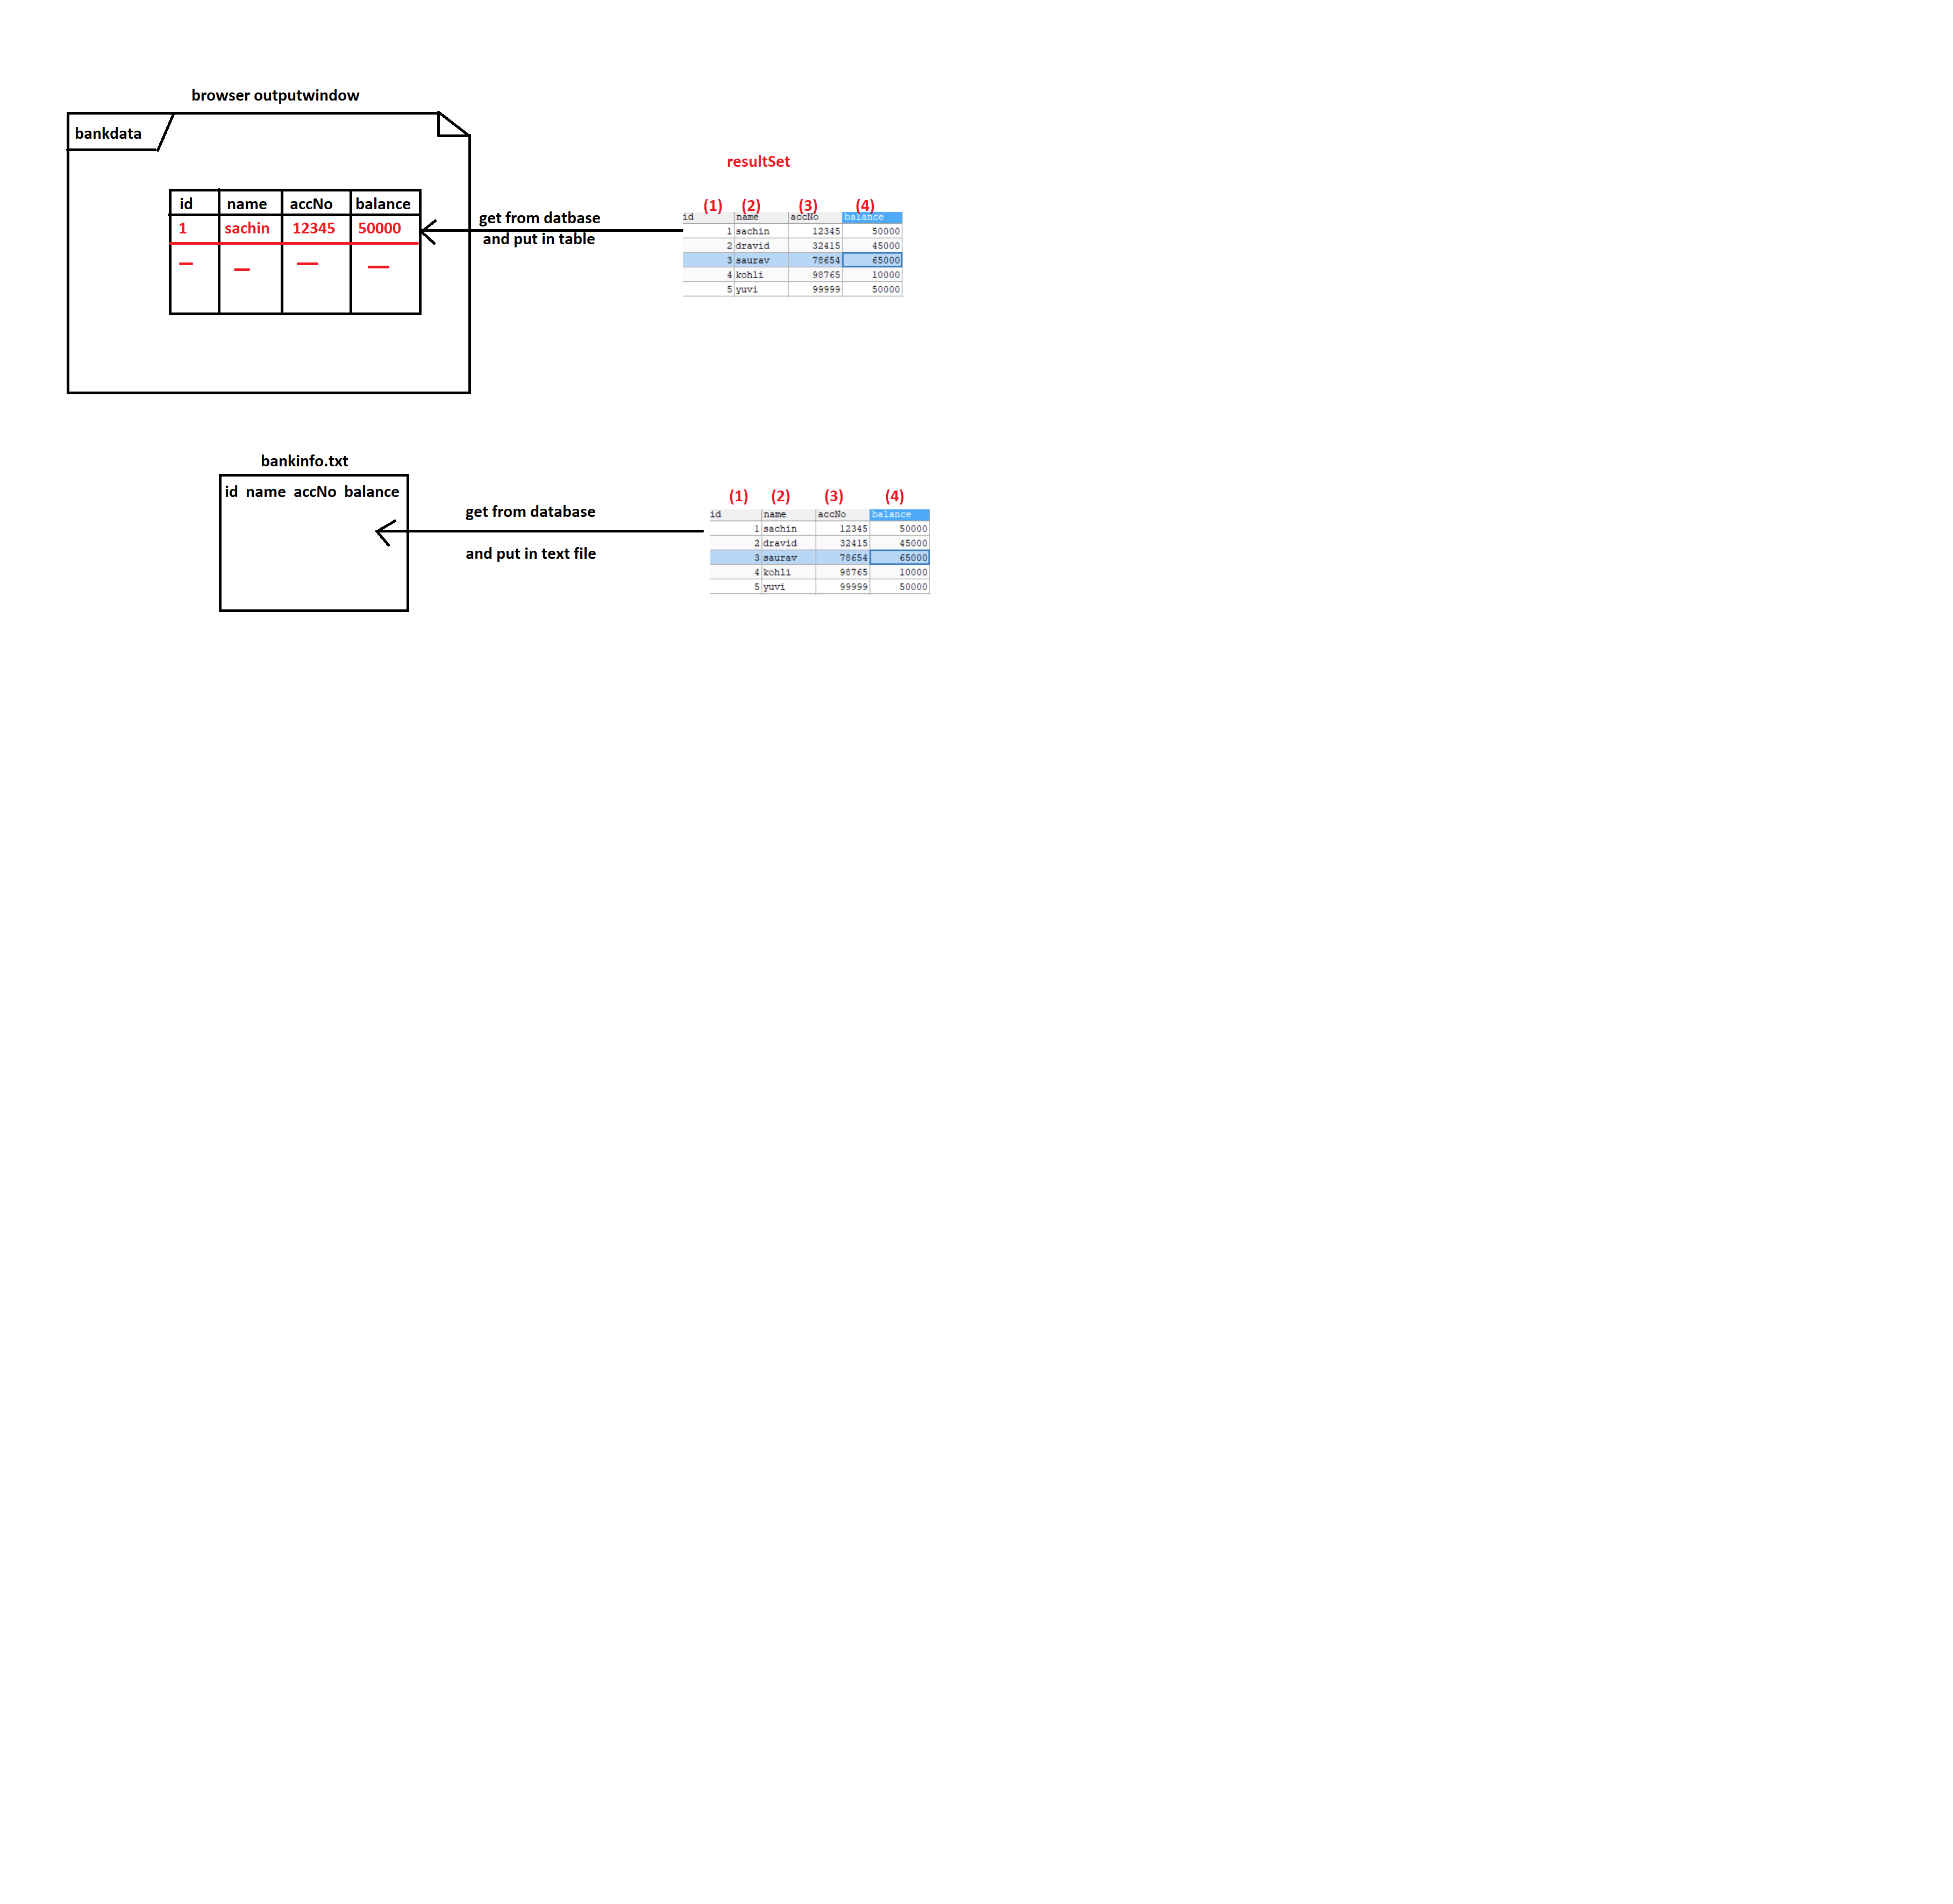 browser outputwindow
bankdata
id name accNo balance
1 sachin 12345 50000
get from datbase
and put in table
resultSet
(1) (2) (3) (4)
id name accNo balance
1 sachin 12345 50000
2 dravid 32415 45000
3 saurav 78654 65000
4 kohli 98765 10000
5 yuvi 99999 50000
bankinfo.txt
id name accNo balance
get from database
and put in text file
(1) (2) (3) (4)
id name accNo balance
1 sachin 12345 50000
2 dravid 32415 45000
3 saurav 78654 65000
4 kohli 98765 10000
5 yuvi 99999 50000